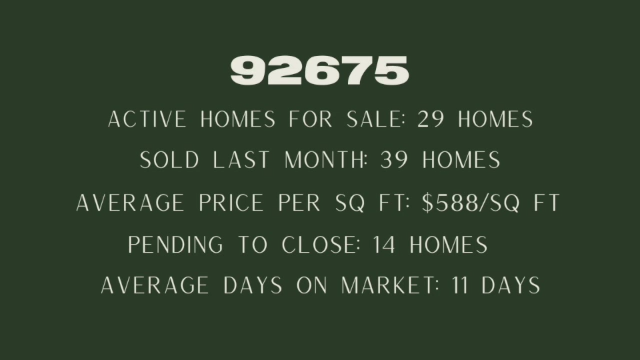 92675
ACTIVE HOMES FOR SALE: 29 HOMES
SOLD LAST MONTH: 39 HOMES
AVERAGE PRICE PER SQ FT: $588/SQ FT
PENDING TO CLOSE: 14 HOMES
AVERAGE DAYS ON MARKET: 11 DAYS